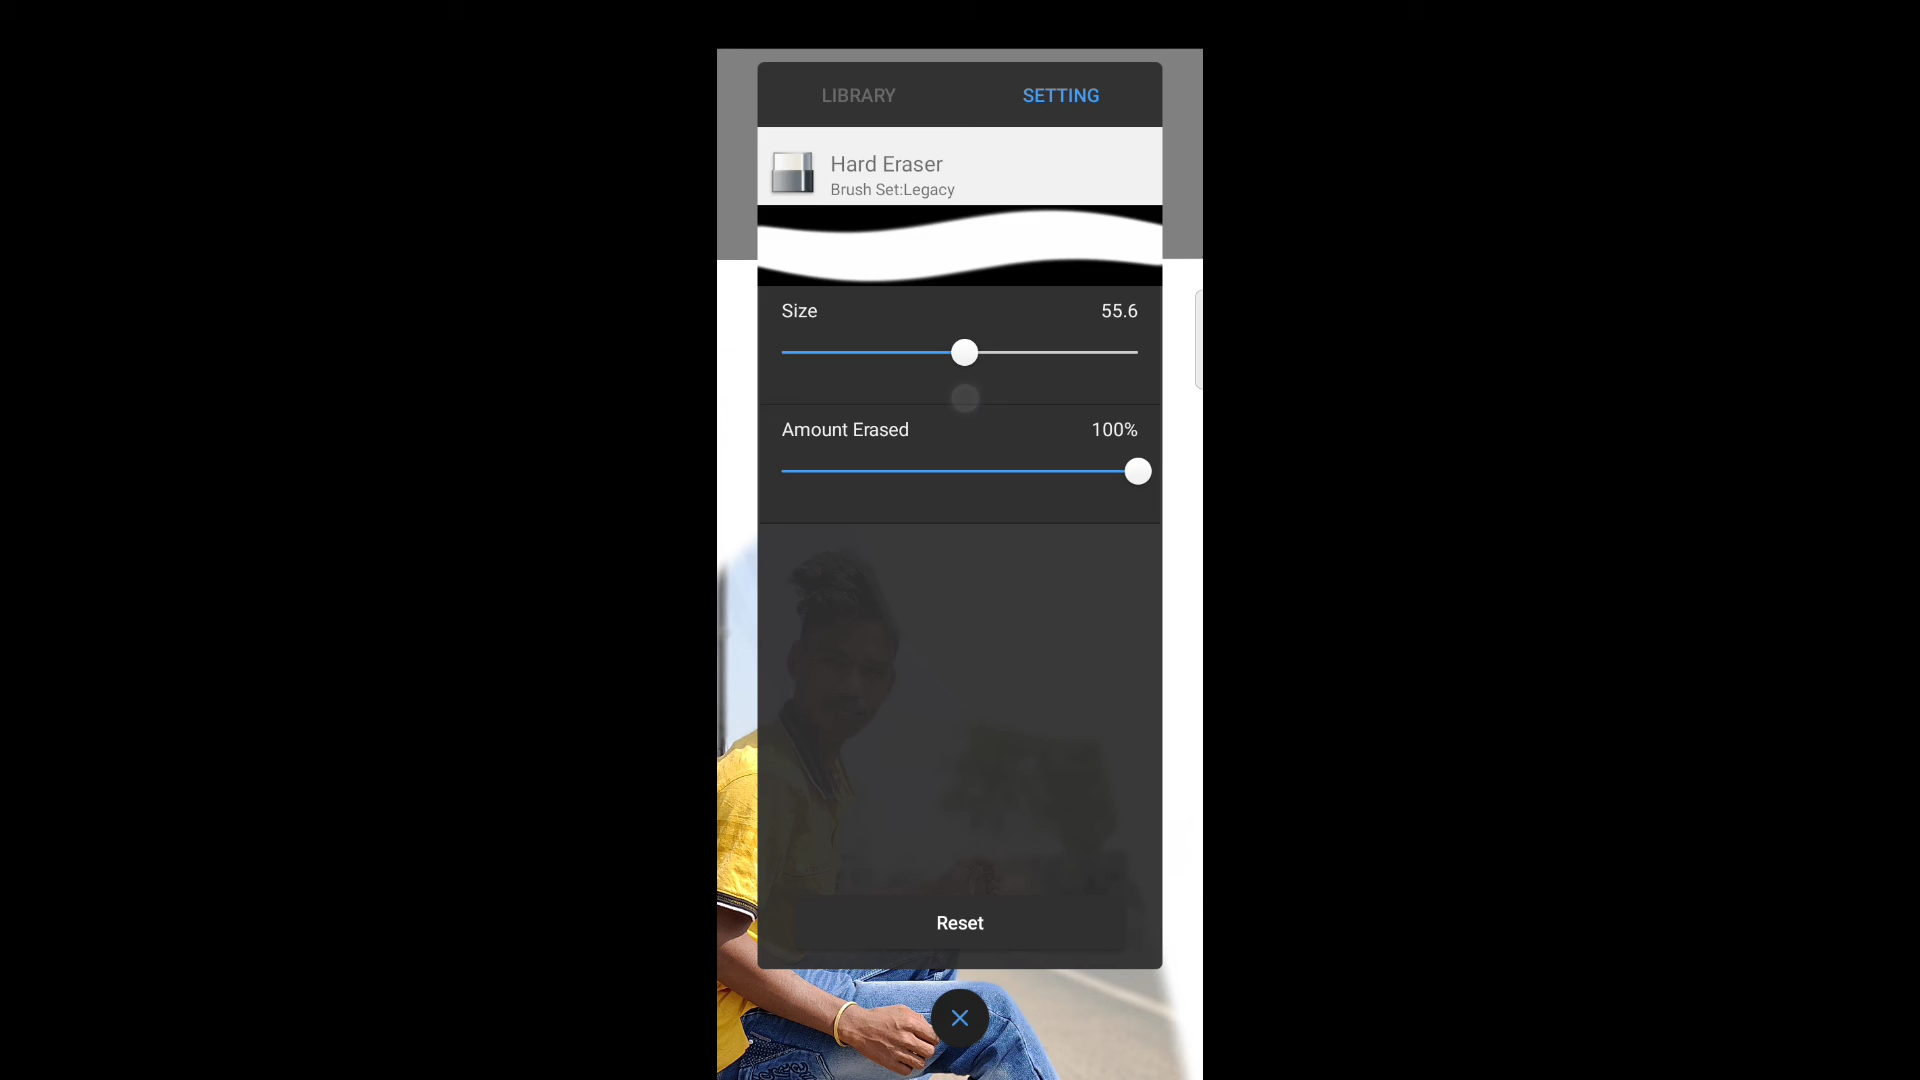 LIBRARY SETTING
Hard Eraser
Brush Set:Legacy
Size 55.6
Amount Erased 100%
Reset